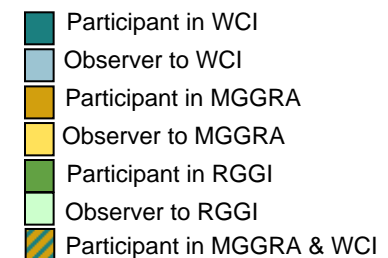 Participant in WCI
Observer to WCI
Participant in MGGRA
Observer to MGGRA
Participant in RGGI
Observer to RGGI
Participant in MGGRA & WCI